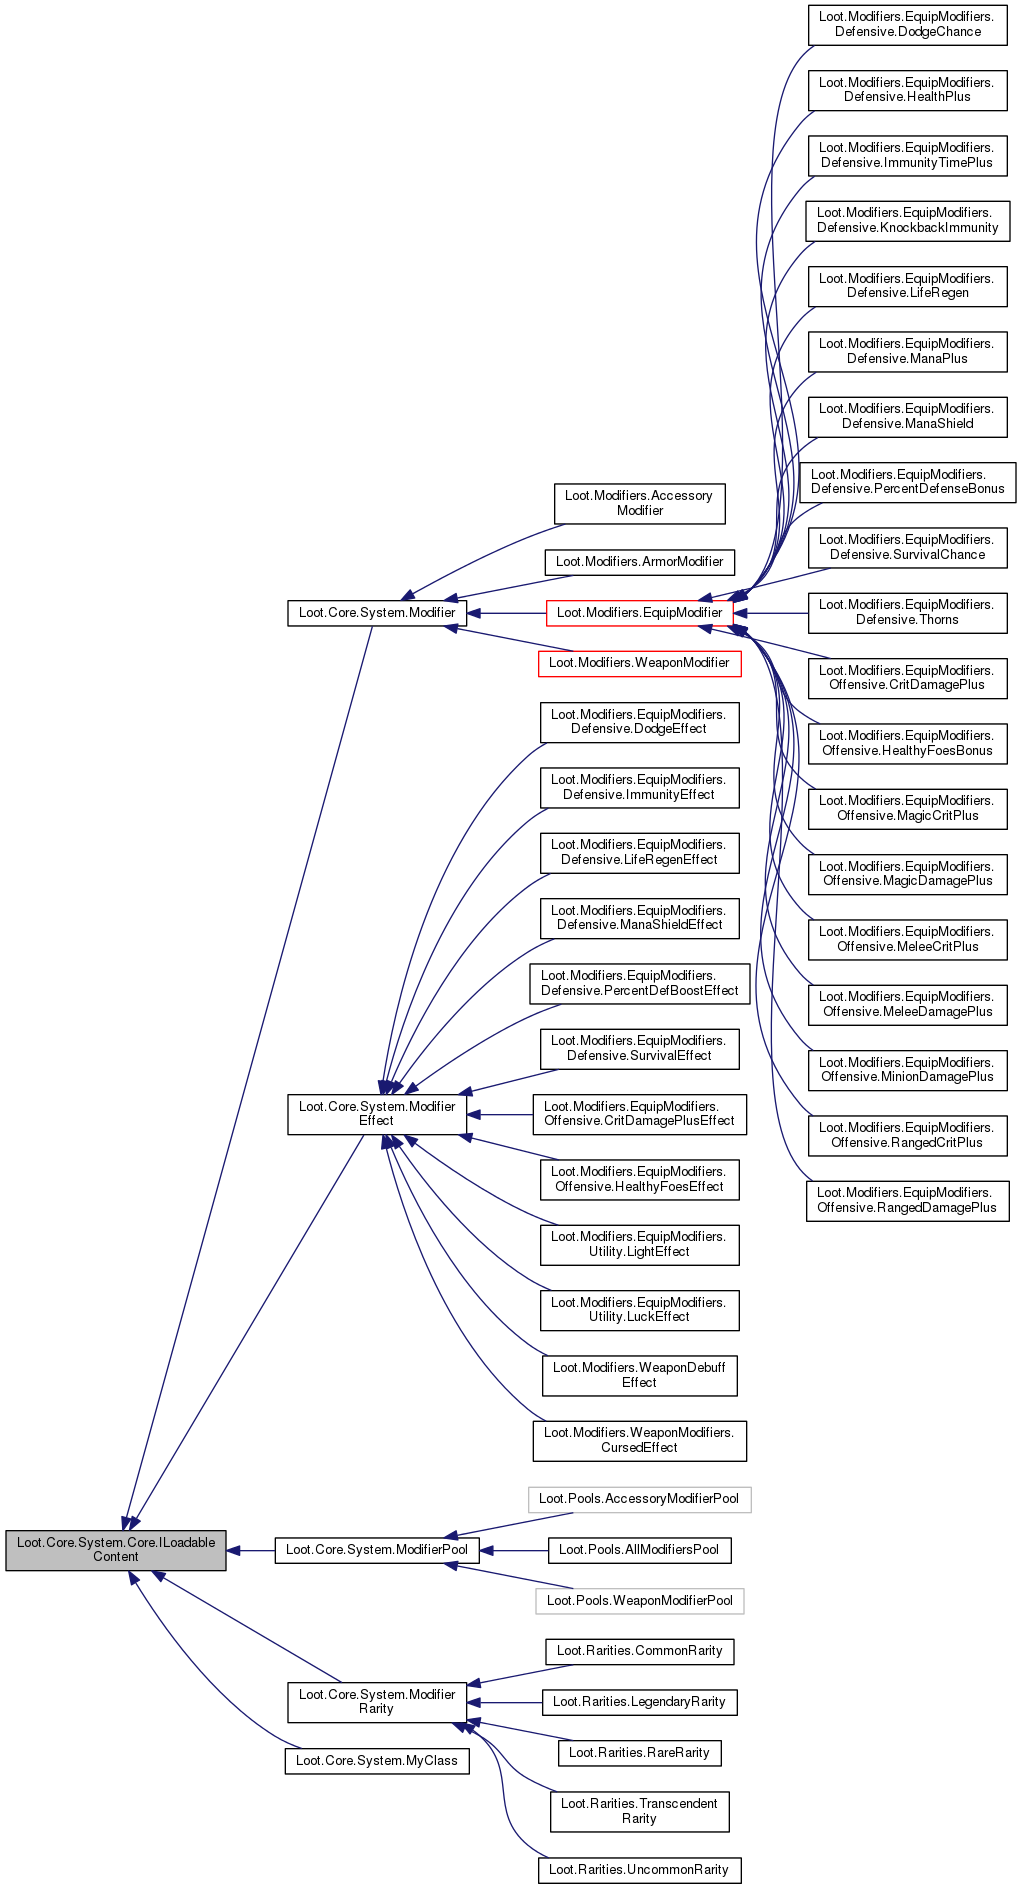 Loot.Modifiers.EquipModifiers.
Defensive.DodgeChance
Loot.Modifiers.EquipModifiers.
Defensive.HealthPlus
Loot.Modifiers.EquipModifiers.
Defensive.ImmunityTimePlus
Loot.Modifiers.EquipModifiers.
Defensive.KnockbackImmunity
Loot.Modifiers.EquipModifiers.
Defensive.LifeRegen
Loot.Modifiers.EquipModifiers.
Defensive.ManaPlus
Loot.Modifiers.EquipModifiers.
Defensive.ManaShield
Loot.Modifiers.EquipModifiers.
Defensive.PercentDefenseBonus
Loot.Modifiers.EquipModifiers.
Defensive.SurvivalChance
Loot.Modifiers.EquipModifiers.
Defensive.Thorns
Loot.Modifiers.EquipModifiers.
Offensive.CritDamagePlus
Loot.Modifiers.EquipModifiers.
Offensive.HealthyFoesBonus
Loot.Modifiers.EquipModifiers.
Offensive.MagicCritPlus
Loot.Modifiers.EquipModifiers.
Offensive.MagicDamagePlus
Loot.Modifiers.EquipModifiers.
Offensive.MeleeCritPlus
Loot.Modifiers.EquipModifiers.
Offensive.MeleeDamagePlus
Loot.Modifiers.EquipModifiers.
Offensive.MinionDamagePlus
Loot.Modifiers.EquipModifiers.
Offensive.RangedCritPlus
Loot.Modifiers.EquipModifiers.
Offensive.RangedDamagePlus
Loot.Modifiers.Accessory
Modifier
Loot.Modifiers.ArmorModifier
Loot.Core.System.Modifier
Loot.Modifiers.EquipModifier
Loot.Modifiers.WeaponModifier
Loot.Modifiers.EquipModifiers.
Defensive.DodgeEffect
Loot.Modifiers.EquipModifiers.
Defensive.ImmunityEffect
Loot.Modifiers.EquipModifiers.
Defensive.LifeRegenEffect
Loot.Modifiers.EquipModifiers.
Defensive.ManaShieldEffect
Loot.Modifiers.EquipModifiers.
Defensive.PercentDefBoostEffect
Loot.Modifiers.EquipModifiers.
Defensive.SurvivalEffect
Loot.Core.System.Modifier
Effect
Loot.Modifiers.EquipModifiers.
Offensive.CritDamagePlusEffect
Loot.Modifiers.EquipModifiers.
Offensive.HealthyFoesEffect
Loot.Modifiers.EquipModifiers.
Utility.LightEffect
Loot.Modifiers.EquipModifiers.
Utility.LuckEffect
Loot.Modifiers.WeaponDebuff
Effect
Loot.Modifiers.WeaponModifiers.
CursedEffect
Loot.Core.System.Core.ILoadable
Content
Loot.Pools.AccessoryModifierPool
Loot.Core.System.ModifierPool
Loot.Pools.AllModifiersPool
Loot.Pools.WeaponModifierPool
Loot.Rarities.CommonRarity
Loot.Core.System.Modifier
Rarity
Loot.Rarities.LegendaryRarity
Loot.Rarities.RareRarity
Loot.Core.System.MyClass
Loot.Rarities.Transcendent
Rarity
Loot.Rarities.UncommonRarity